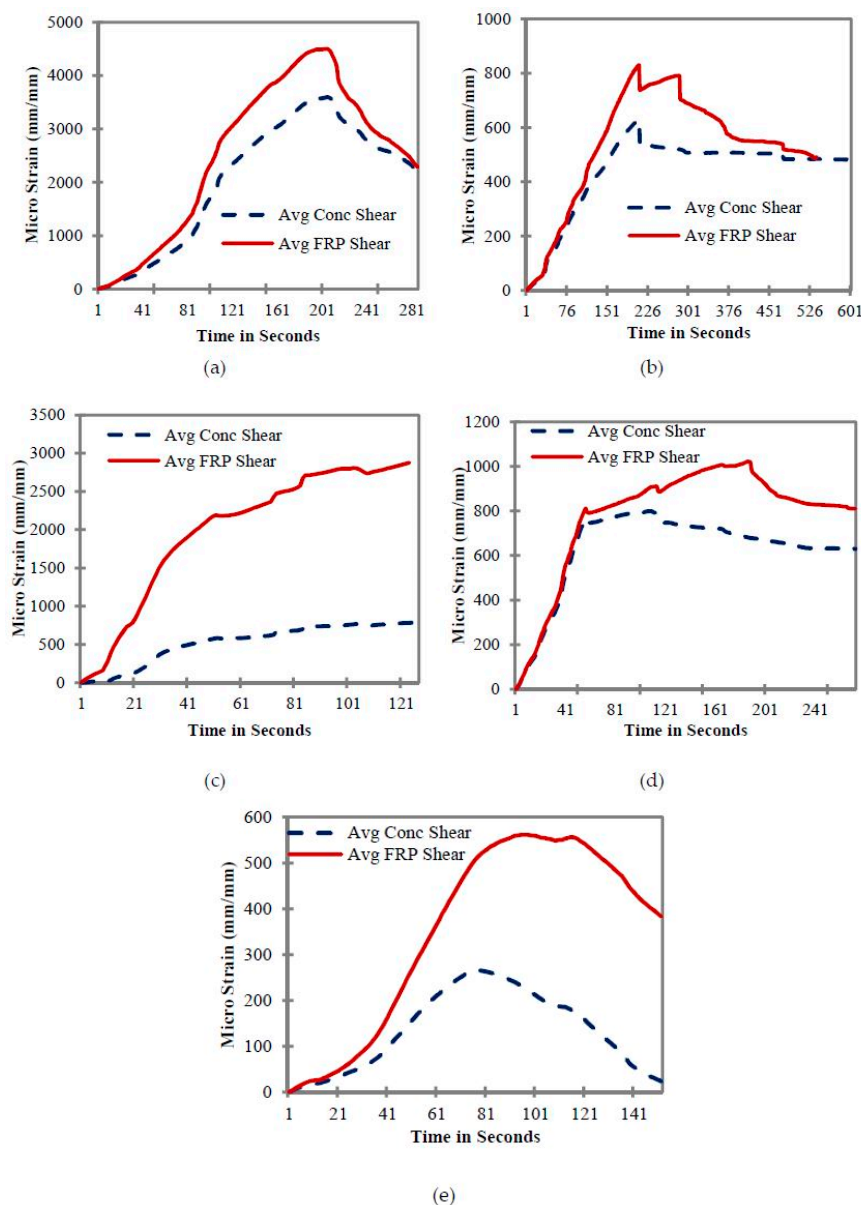 5000
4000
3000
2000
1000
0
Micro Strain (mm/mm)
Avg Conc Shear
Avg FRP Shear
1 41 81 121 161 201 241 281
Time in Seconds
(a)
1000
800
600
400
200
0
Micro Strain (mm/mm)
Avg Conc Shear
Avg FRP Shear
1 76 151 226 301 376 451 526 601
Time in Seconds
(b)
3500
3000
2500
2000
1500
1000
500
0
Micro Strain (mm/mm)
Avg Conc Shear
Avg FRP Shear
1 21 41 61 81 101 121
Time in Seconds
(c)
1200
1000
800
600
400
200
0
Micro Strain (mm/mm)
Avg Conc Shear
Avg FRP Shear
1 41 81 121 161 201 241
Time in Seconds
(d)
600
500
400
300
200
100
0
Micro Strain (mm/mm)
Avg Conc Shear
Avg FRP Shear
1 21 41 61 81 101 121 141
Time in Seconds
(e)